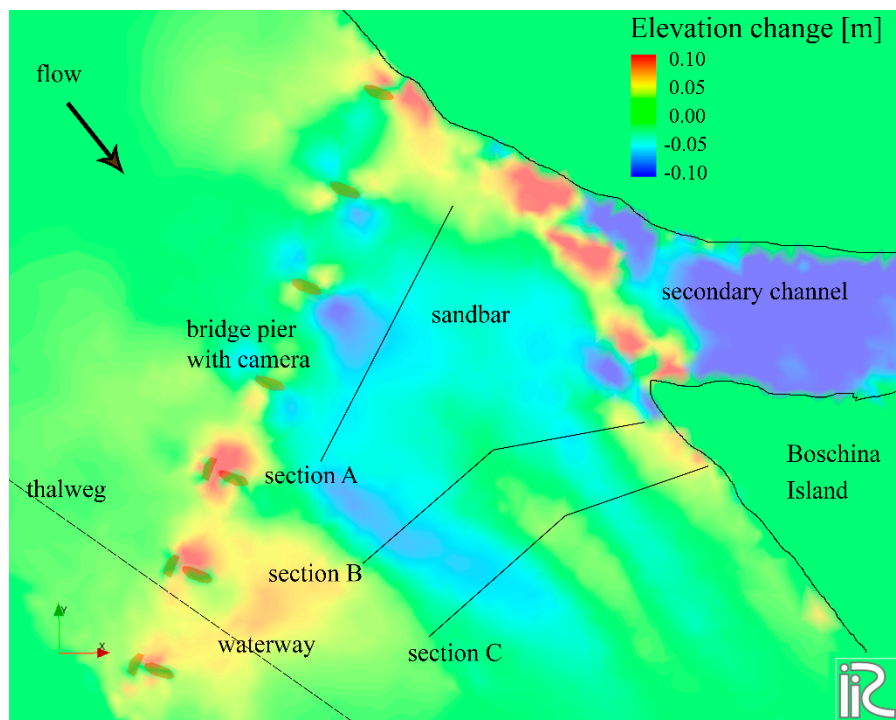 Elevation change [m]
0.10
0.05
0.00
-0.05
-0.10
flow
secondary channel
sandbar
bridge pier
with camera
section A
Boschina
Island
thalweg
section B
waterway
section C
Y
X
iRIC